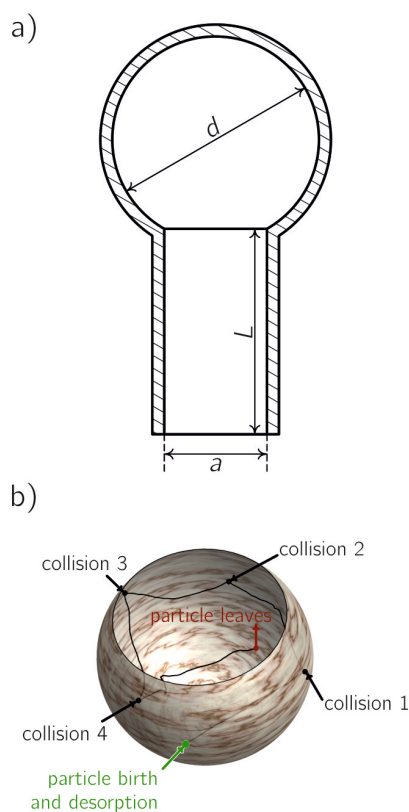 a)
d
L
a
b)
collision 3
collision 2
particle leaves
collision 1
collision 4
particle birth
and desorption